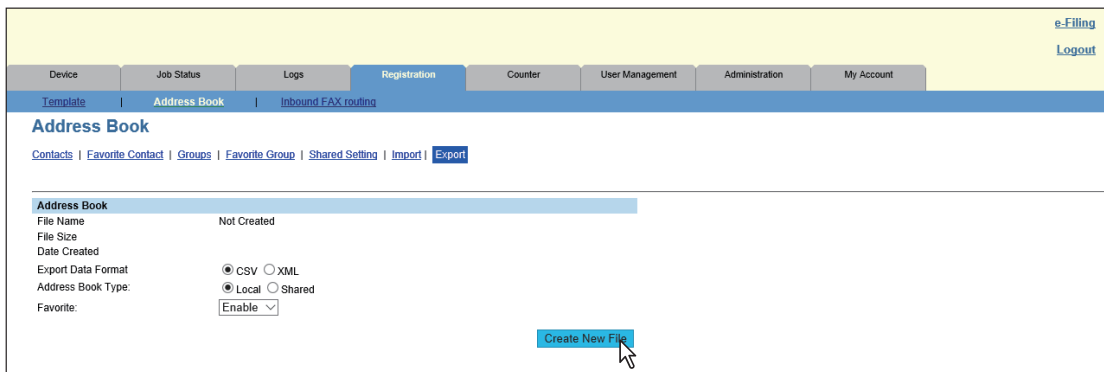 e-Filing
Logout
Device Job Status Logs Registration Counter User Management Administration My Account
Template | Address Book | Inbound FAX routing
Address Book
Contacts | Favorite Contact | Groups | Favorite Group | Shared Setting | Import | Export
Address Book
File Name Not Created
File Size
Date Created
Export Data Format CSV XML
Address Book Type: Local Shared
Favorite: Enable
Create New File